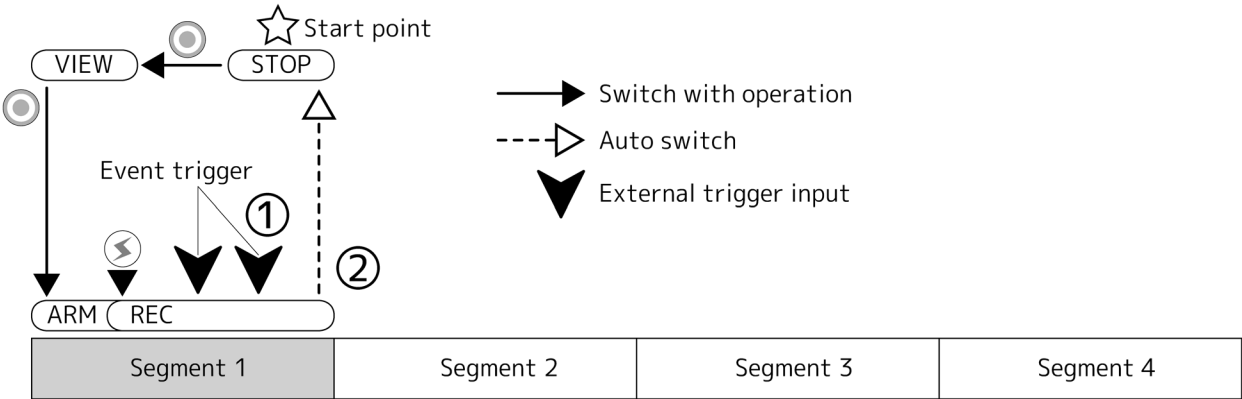 Start point
VIEW
STOP
Switch with operation
Auto switch
Event trigger
External trigger input
①
②
ARM
REC
Segment 1
Segment 2
Segment 3
Segment 4